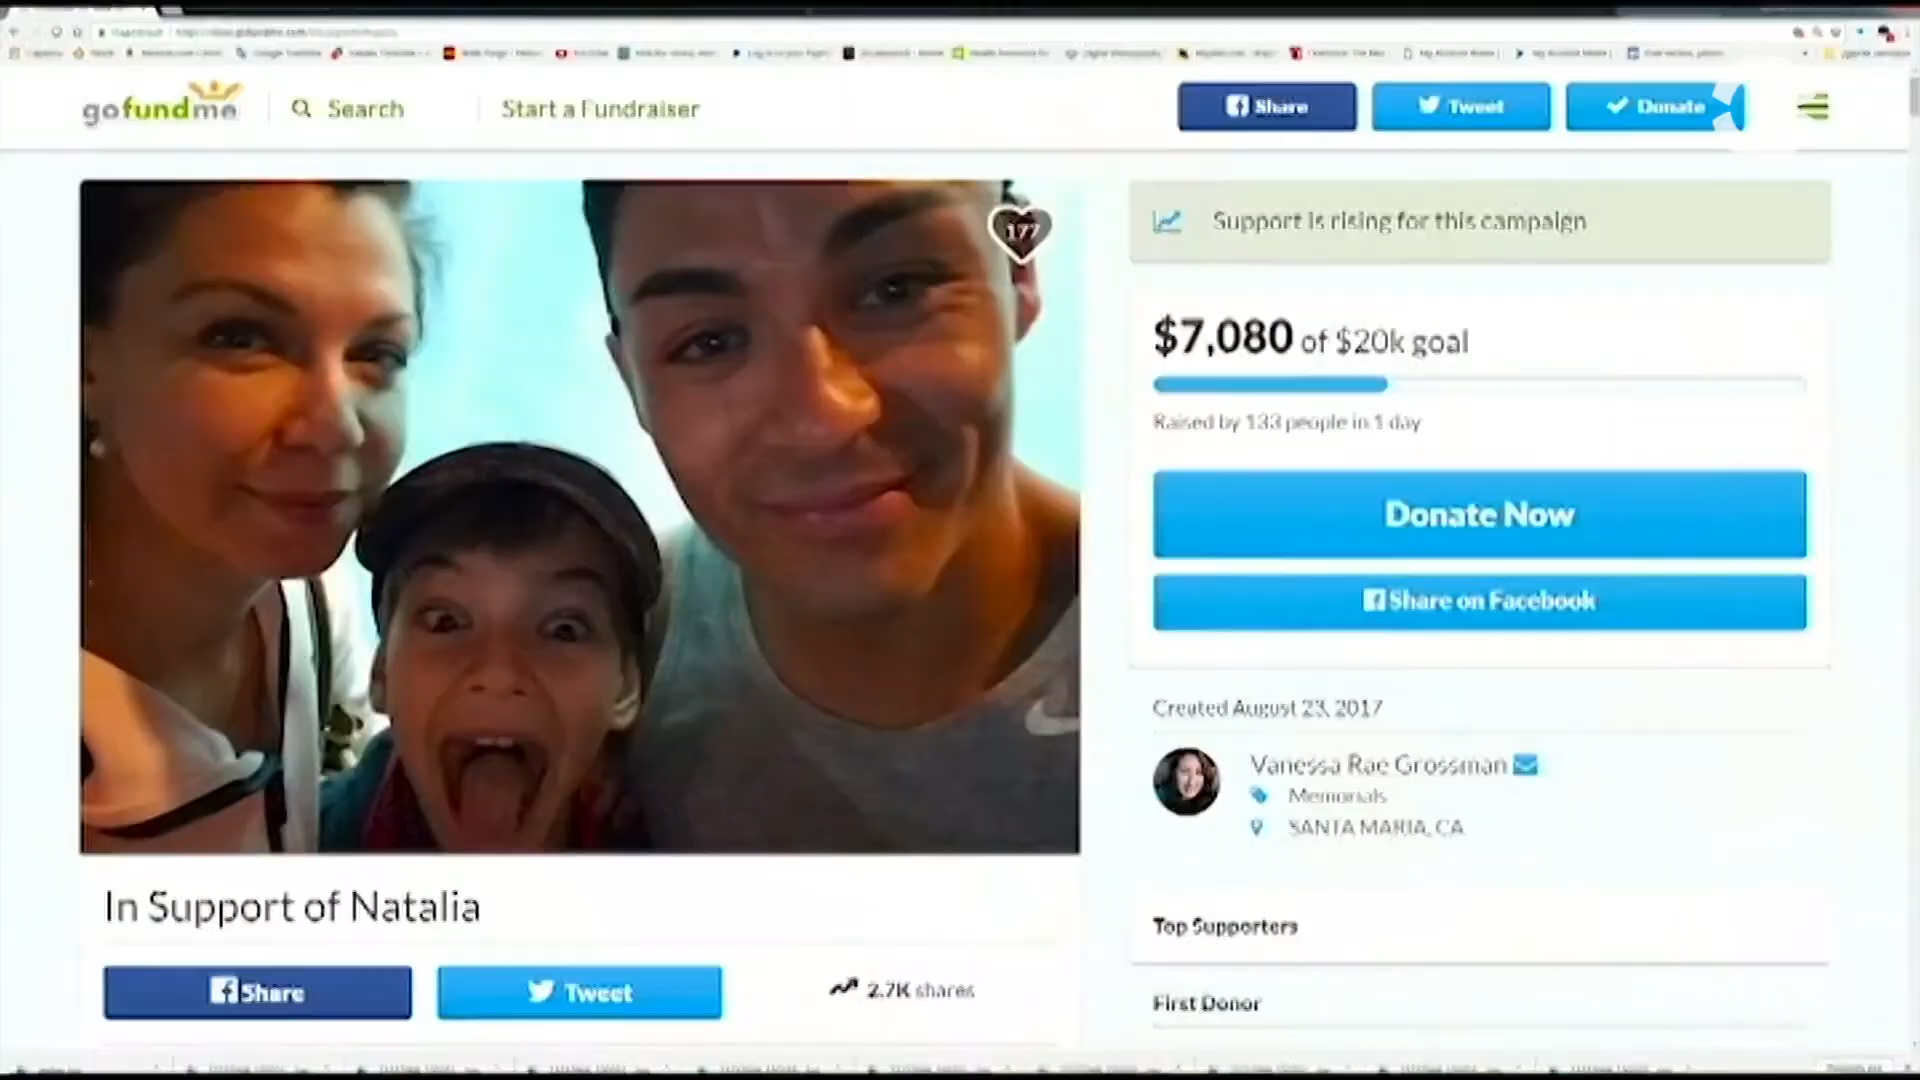 gofundme
Search
Start a Fundraiser
Share
Tweet
Donate
177
Support is rising for this campaign
$7,080 of $20k goal
Raised by 133 people in 1 day
Donate Now
Share on Facebook
Created August 23, 2017
Vanessa Rae Grossman
Memorials
SANTA MARIA, CA
In Support of Natalia
Share
Tweet
2.7K shares
Top Supporters
First Donor